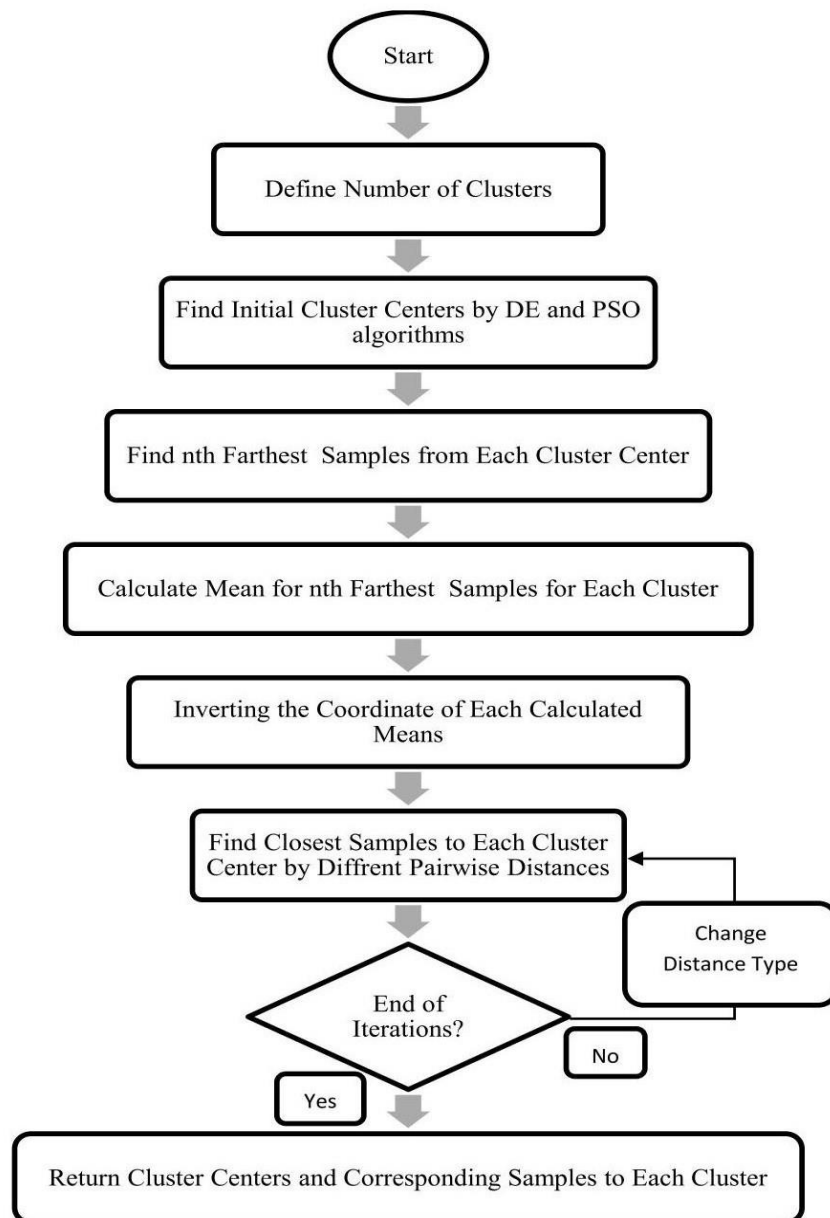 Start
Define Number of Clusters
Find Initial Cluster Centers by DE and PSO
algorithms
Find nth Farthest Samples from Each Cluster Center
Calculate Mean for nth Farthest Samples for Each Cluster
Inverting the Coordinate of Each Calculated
Means
Find Closest Samples to Each Cluster
Center by Diffrent Pairwise Distances
Change
Distance Type
End of
Iterations?
No
Yes
Return Cluster Centers and Corresponding Samples to Each Cluster